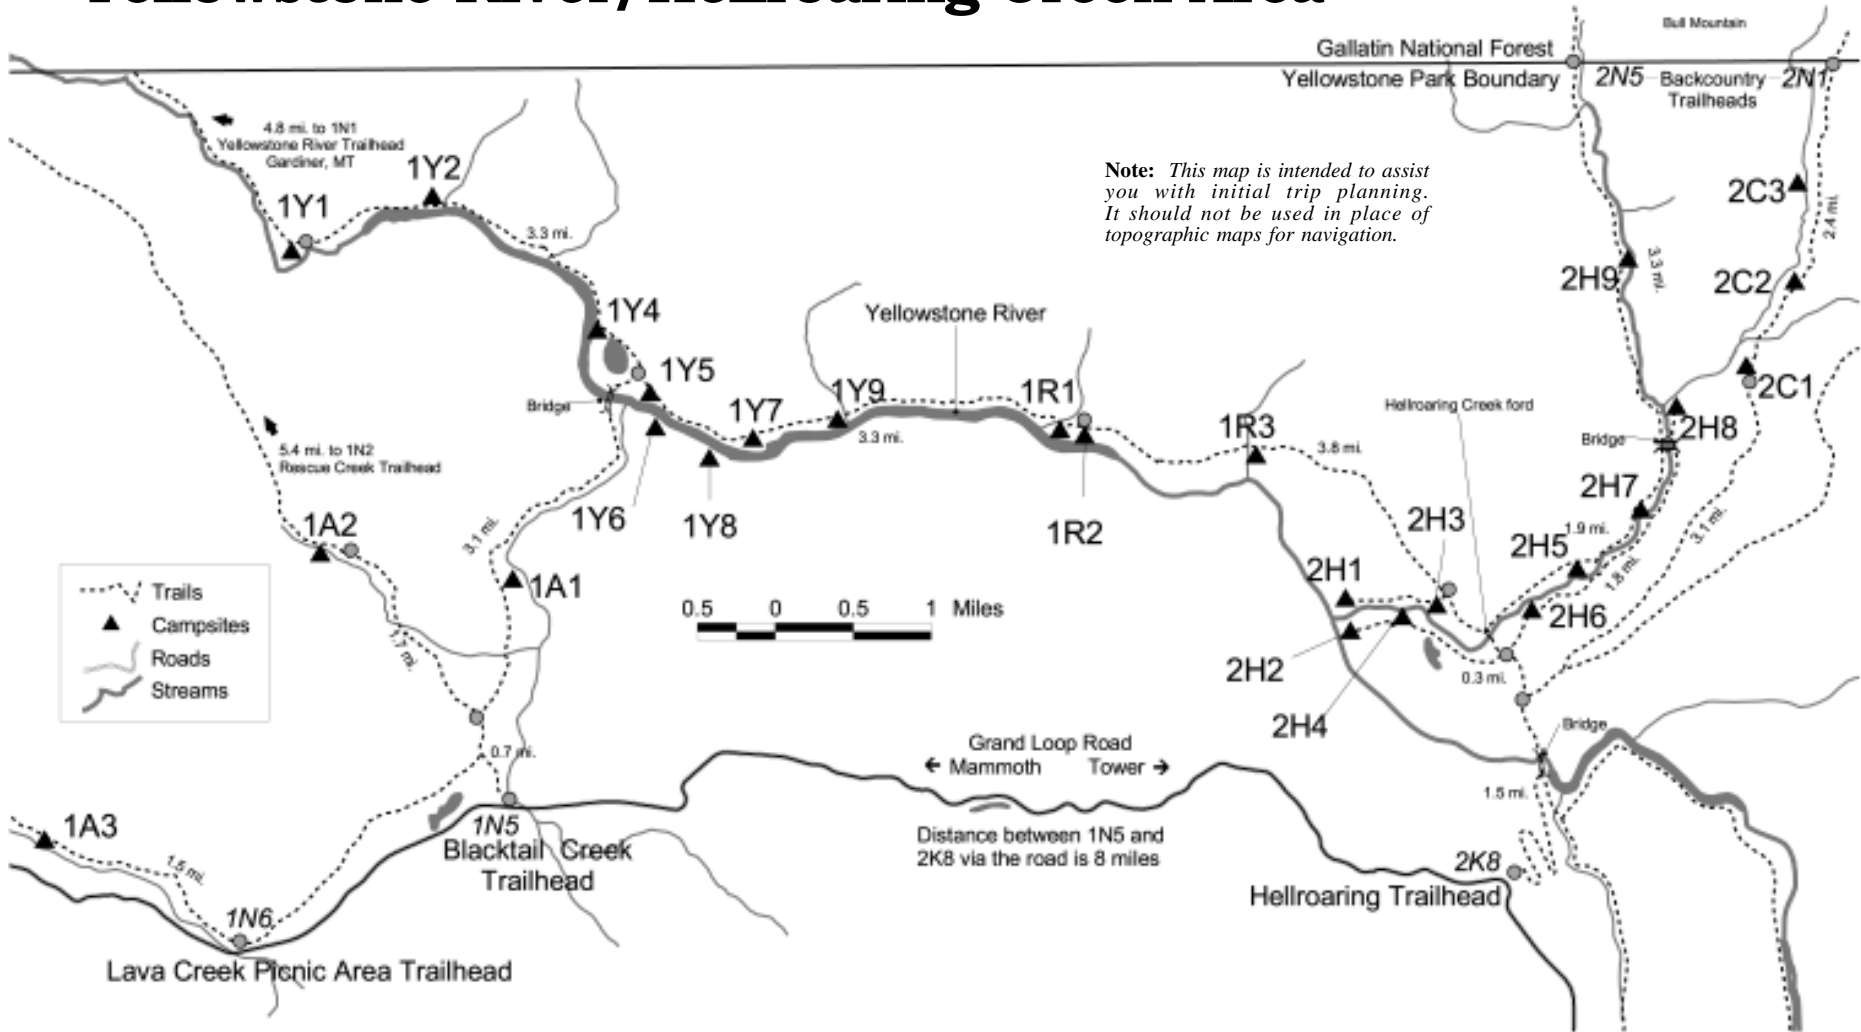 Yellowstone River/Hellroaring Creek Area
Bull Mountain
Gallatin National Forest
Yellowstone Park Boundary
2N5
Backcountry
Trailheads
2N1
4.8 mi. to 1N1
Yellowstone River Trailhead
Gardiner, MT
1Y2
1Y1
3.3 mi.
Note: This map is intended to assist
you with initial trip planning.
It should not be used in place of
topographic maps for navigation.
2C3
2.4 mi.
2H9
3.3 mi.
2C2
1Y4
Yellowstone River
1Y5
Bridge
1Y7
1Y9
3.3 mi.
1R1
1R3
3.8 mi.
Hellroaring Creek ford
2C1
2H8
Bridge
5.4 mi. to 1N2
Rescue Creek Trailhead
1A2
3.1 mi.
1Y6
1Y8
1R2
2H3
2H7
1.9 mi.
2H5
3.1 mi.
1.8 mi.
2H1
2H6
1A1
Trails
Campsites
Roads
Streams
0.5 0 0.5 1 Miles
1.7 mi.
2H2
0.3 mi.
2H4
Bridge
0.7 mi.
Grand Loop Road
Mammoth Tower
1.5 mi.
1A3
1N5
Blacktail Creek
Trailhead
Distance between 1N5 and
2K8 via the road is 8 miles
2K8
Hellroaring Trailhead
1.5 mi.
1N6
Lava Creek Picnic Area Trailhead